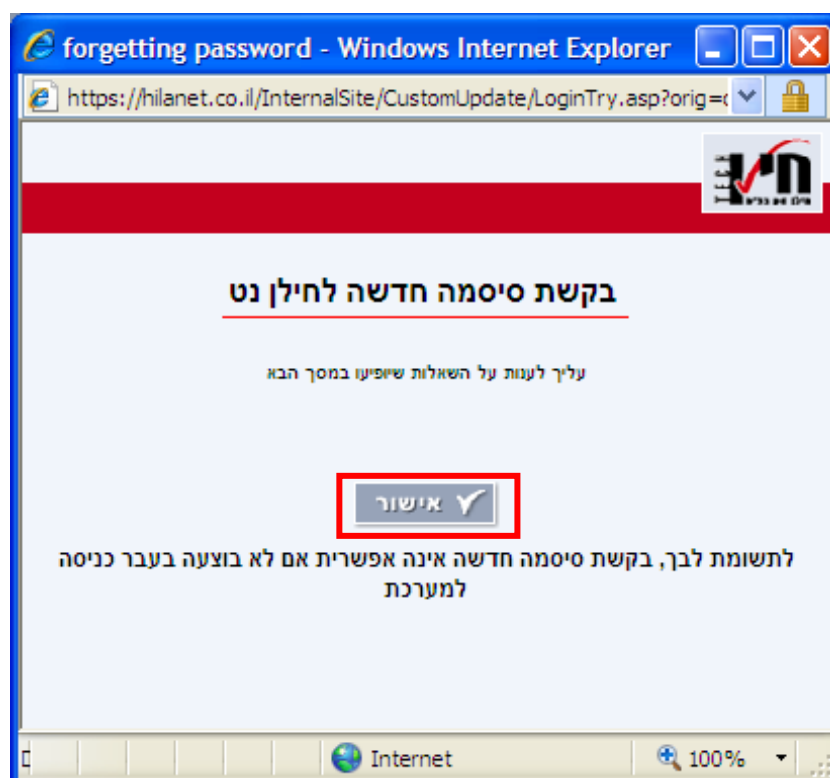 forgetting password - Windows Internet Explorer
https://hilanet.co.il/InternalSite/CustomUpdate/LoginTry.asp?orig=
בקשת סיסמה חדשה לחילן נט
עליך לענות על השאלות שיופיעו במסך הבא
אישור
לתשומת לבך, בקשת סיסמה חדשה אינה אפשרית אם לא בוצעה בעבר כניסה
למערכת
Internet
100%